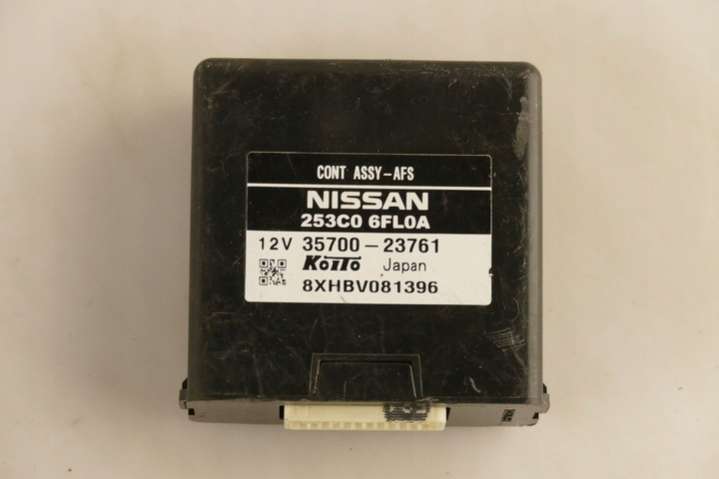 CONT ASSY-AFS
NISSAN
253C0 6FL0A
12V 35700-23761
KOITO Japan
8XHBV081396